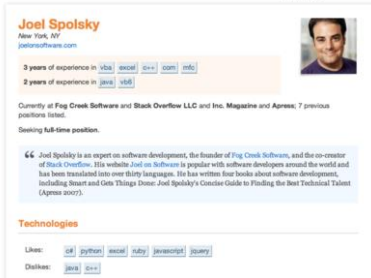 Joel Spolsky
New York, NY
joelonsoftware.com
3 years of experience in vba excel c++ com mfc
2 years of experience in java vb6
Currently at Fog Creek Software and Stack Overflow LLC and Inc. Magazine and Apress; 7 previous
positions listed.
Seeking full-time position.
Joel Spolsky is an expert on software development, the founder of Fog Creek Software, and the co-creator
of Stack Overflow. His website Joel on Software is popular with software developers around the world and
has been translated into over thirty languages. He has written four books about software development,
including Smart and Gets Things Done: Joel Spolsky's Concise Guide to Finding the Best Technical Talent
(Apress 2007).
Technologies
Likes: c# python excel ruby javascript jquery
Dislikes: java c++